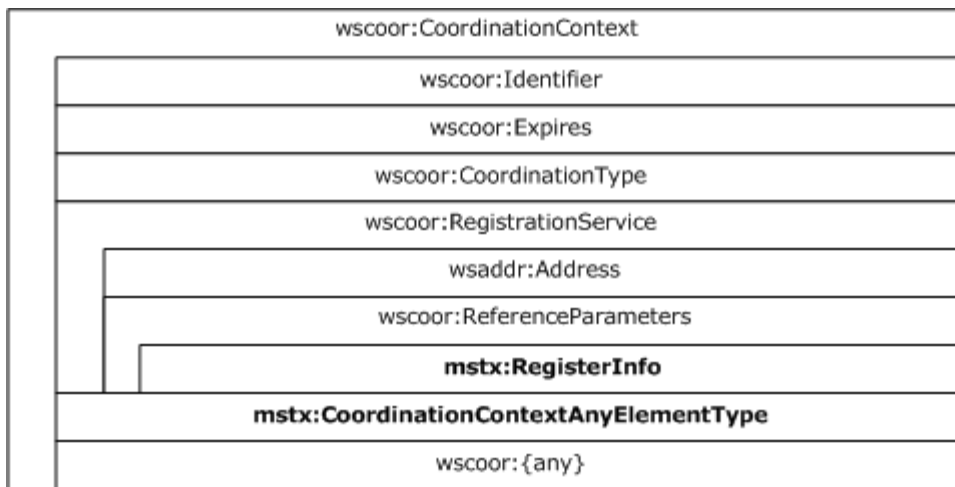 wscoor:CoordinationContext
wscoor:Identifier
wscoor:Expires
wscoor:CoordinationType
wscoor:RegistrationService
wsaddr:Address
wscoor:ReferenceParameters
mstx:RegisterInfo
mstx:CoordinationContextAnyElementType
wscoor:{any}